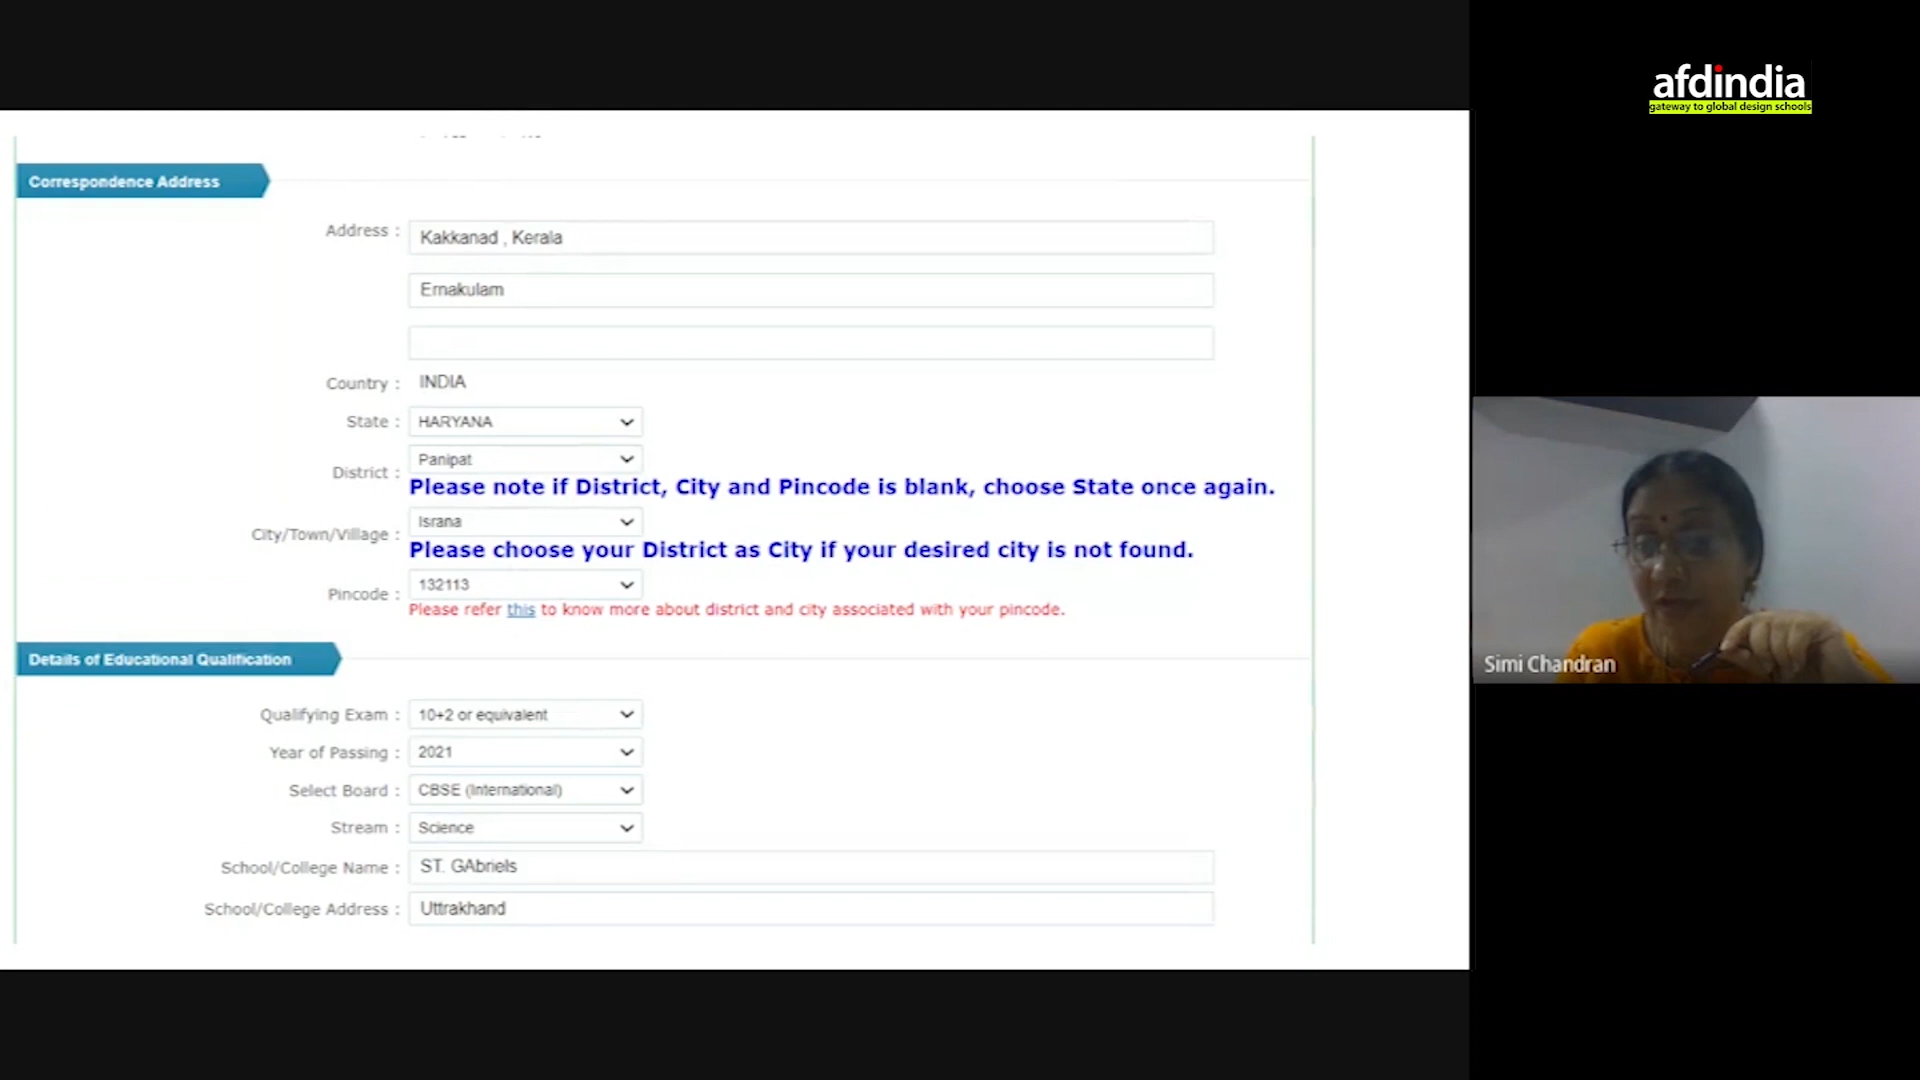 afdindia
gateway to global design schools
Correspondence Address
Address : Kakkanad , Kerala
Ernakulam
Country : INDIA
State : HARYANA
District : Panipat
Please note if District, City and Pincode is blank, choose State once again.
City/Town/Village : Israna
Please choose your District as City if your desired city is not found.
Pincode : 132113
Please refer this to know more about district and city associated with your pincode.
Details of Educational Qualification
Qualifying Exam : 10+2 or equivalent
Year of Passing : 2021
Select Board : CBSE (International)
Stream : Science
School/College Name : ST. GAbriels
School/College Address : Uttrakhand
Simi Chandran